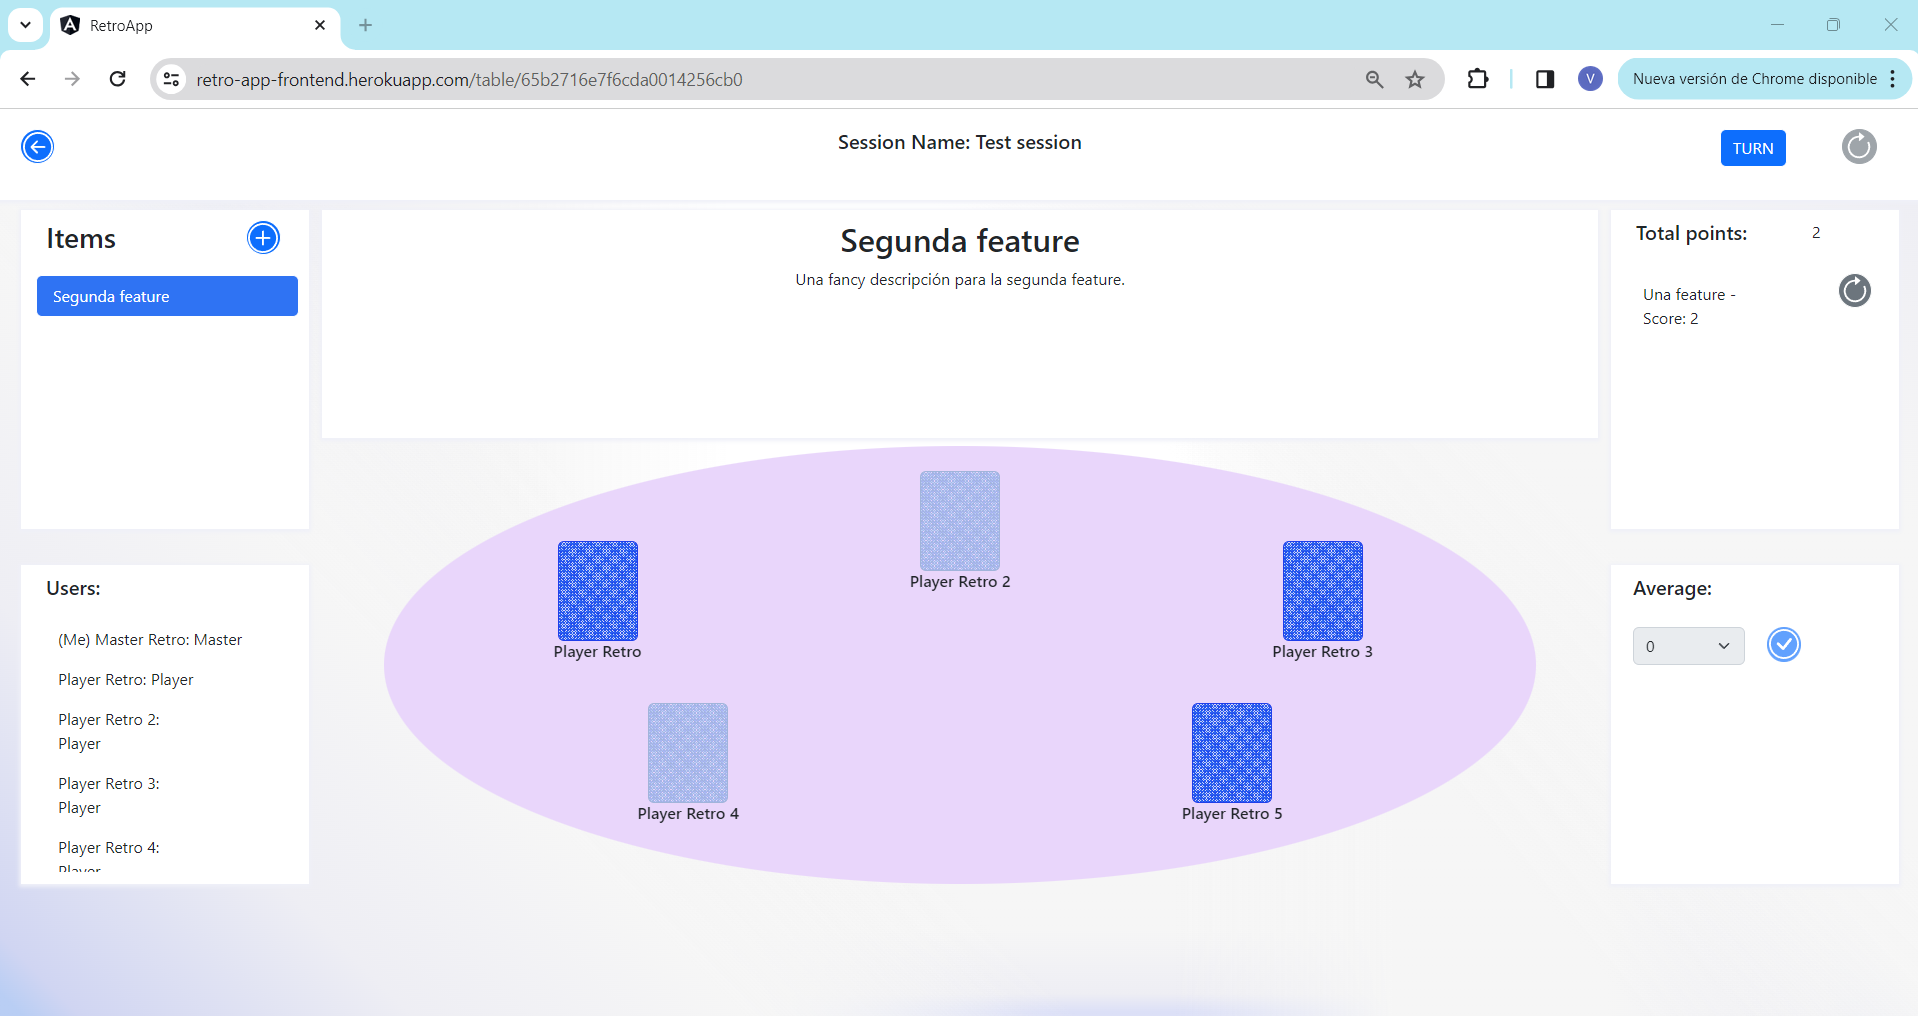 RetroApp
retro-app-frontend.herokuapp.com/table/65b2716e7f6cda0014256cb0
V
Nueva versión de Chrome disponible
Session Name: Test session
TURN
Items
Segunda feature
Segunda feature
Una fancy descripción para la segunda feature.
Total points: 2
Una feature -
Score: 2
Player Retro 2
Player Retro
Player Retro 3
Player Retro 4
Player Retro 5
Users:
(Me) Master Retro: Master
Player Retro: Player
Player Retro 2:
Player
Player Retro 3:
Player
Player Retro 4:
Player
Average:
0